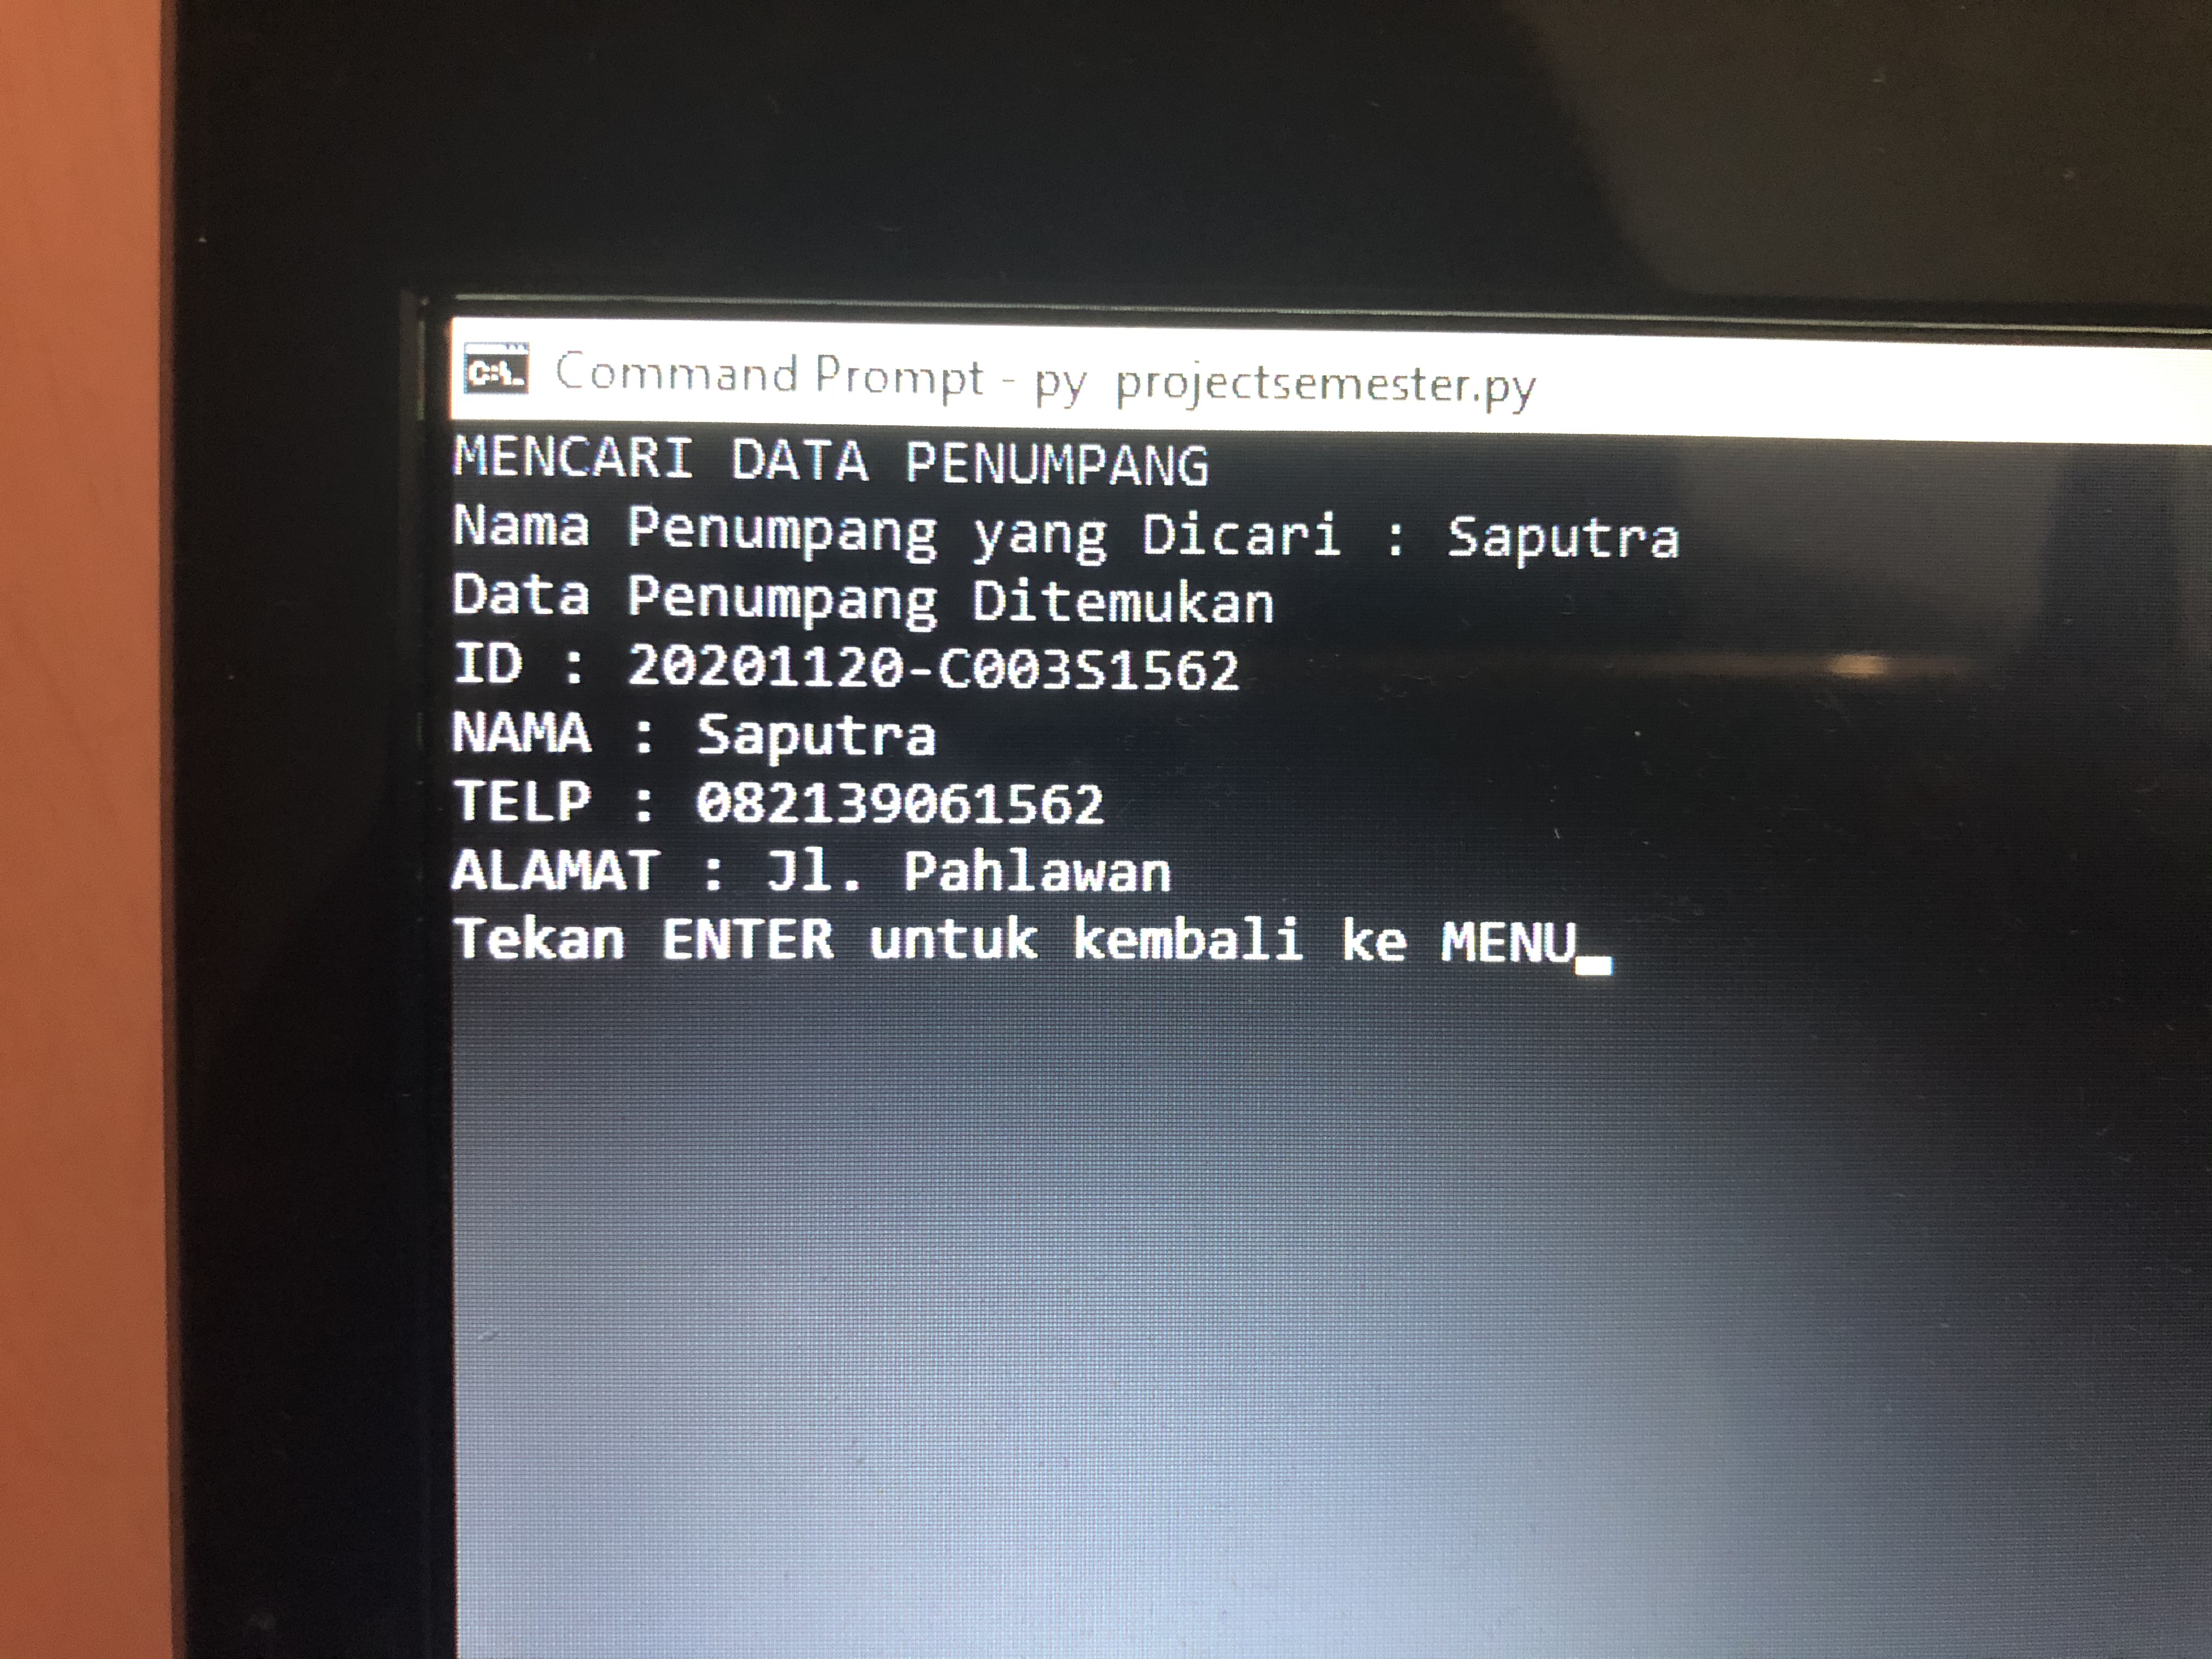 Command Prompt - py  projectsemester.py
MENCARI DATA PENUMPANG
Nama Penumpang yang Dicari : Saputra
Data Penumpang Ditemukan
ID : 20201120-C003S1562
NAMA : Saputra
TELP : 082139061562
ALAMAT : Jl. Pahlawan
Tekan ENTER untuk kembali ke MENU